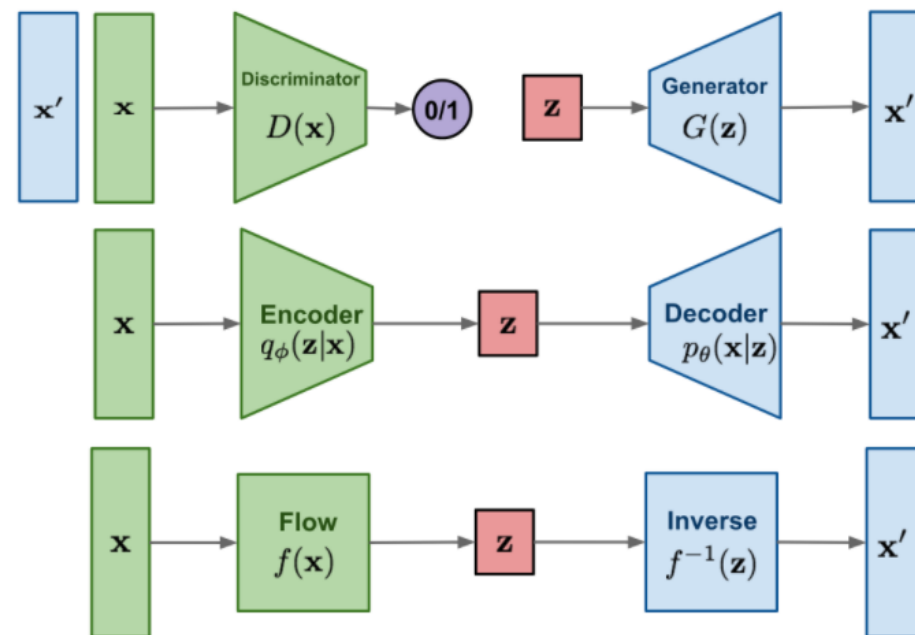 x′ x Discriminator D(x) 0/1 z Generator G(z) x′
x Encoder qϕ(z|x) z Decoder pθ(x|z) x′
x Flow f(x) z Inverse f⁻¹(z) x′